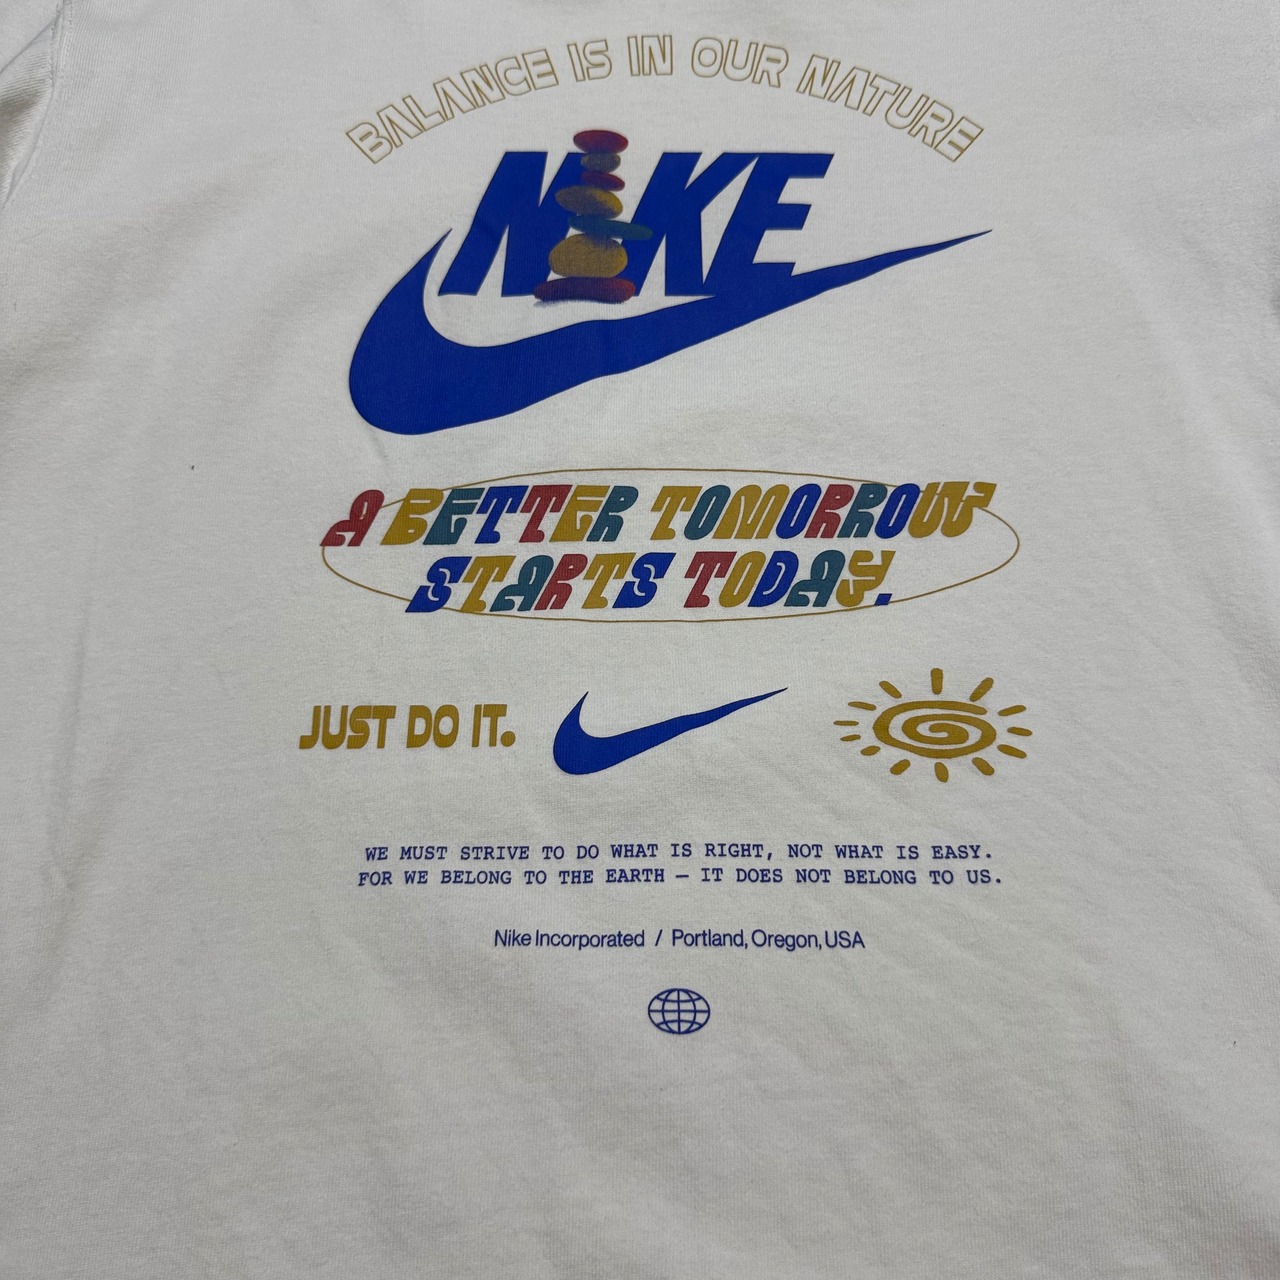 BALANCE IS IN OUR NATURE
NIKE
A BETTER TOMORROW
STARTS TODAY.
JUST DO IT.
WE MUST STRIVE TO DO WHAT IS RIGHT, NOT WHAT IS EASY.
FOR WE BELONG TO THE EARTH — IT DOES NOT BELONG TO US.
Nike Incorporated / Portland, Oregon, USA